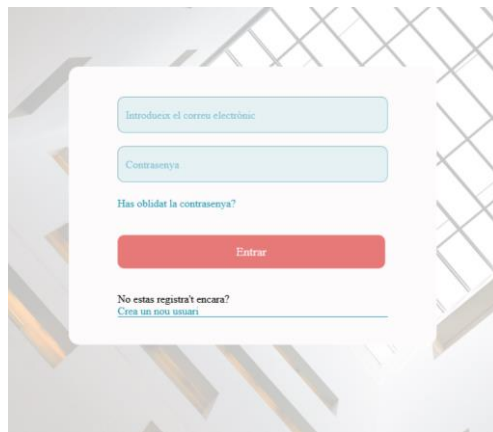 Introdueix el correu electrònic
Contrasenya
Has oblidat la contrasenya?
Entrar
No estas registra't encara?
Crea un nou usuari